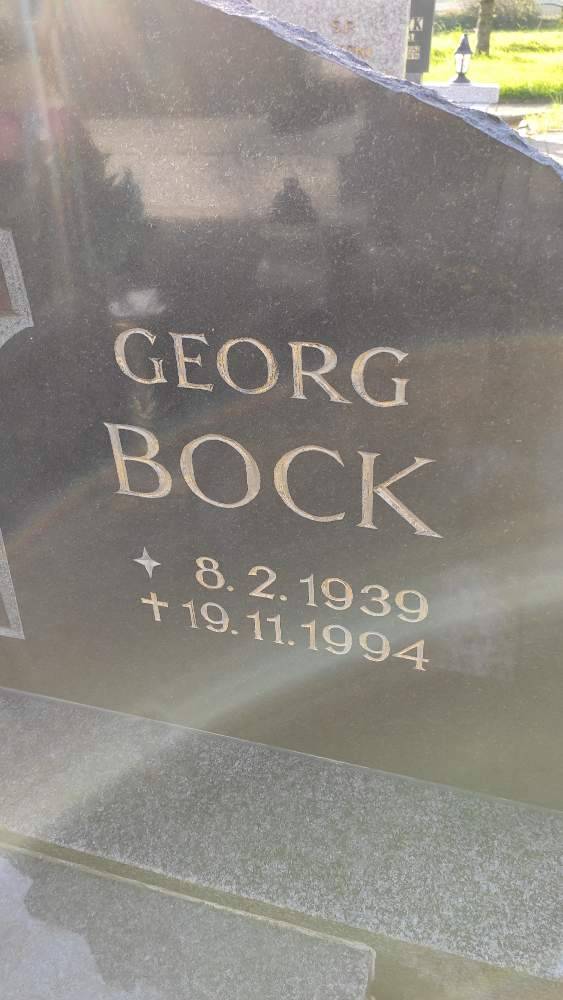 GEORG
BOCK
8. 2. 1939
† 19. 11. 1994